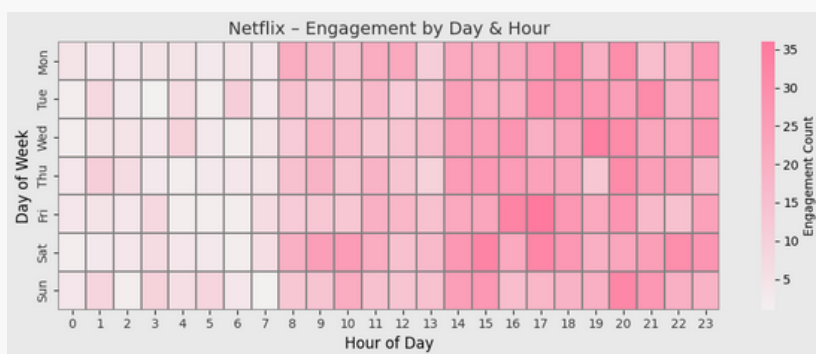 Netflix – Engagement by Day & Hour
Day of Week
Mon
Tue
Wed
Thu
Fri
Sat
Sun
0 1 2 3 4 5 6 7 8 9 10 11 12 13 14 15 16 17 18 19 20 21 22 23
Hour of Day
35
30
25
20
15
10
5
Engagement Count